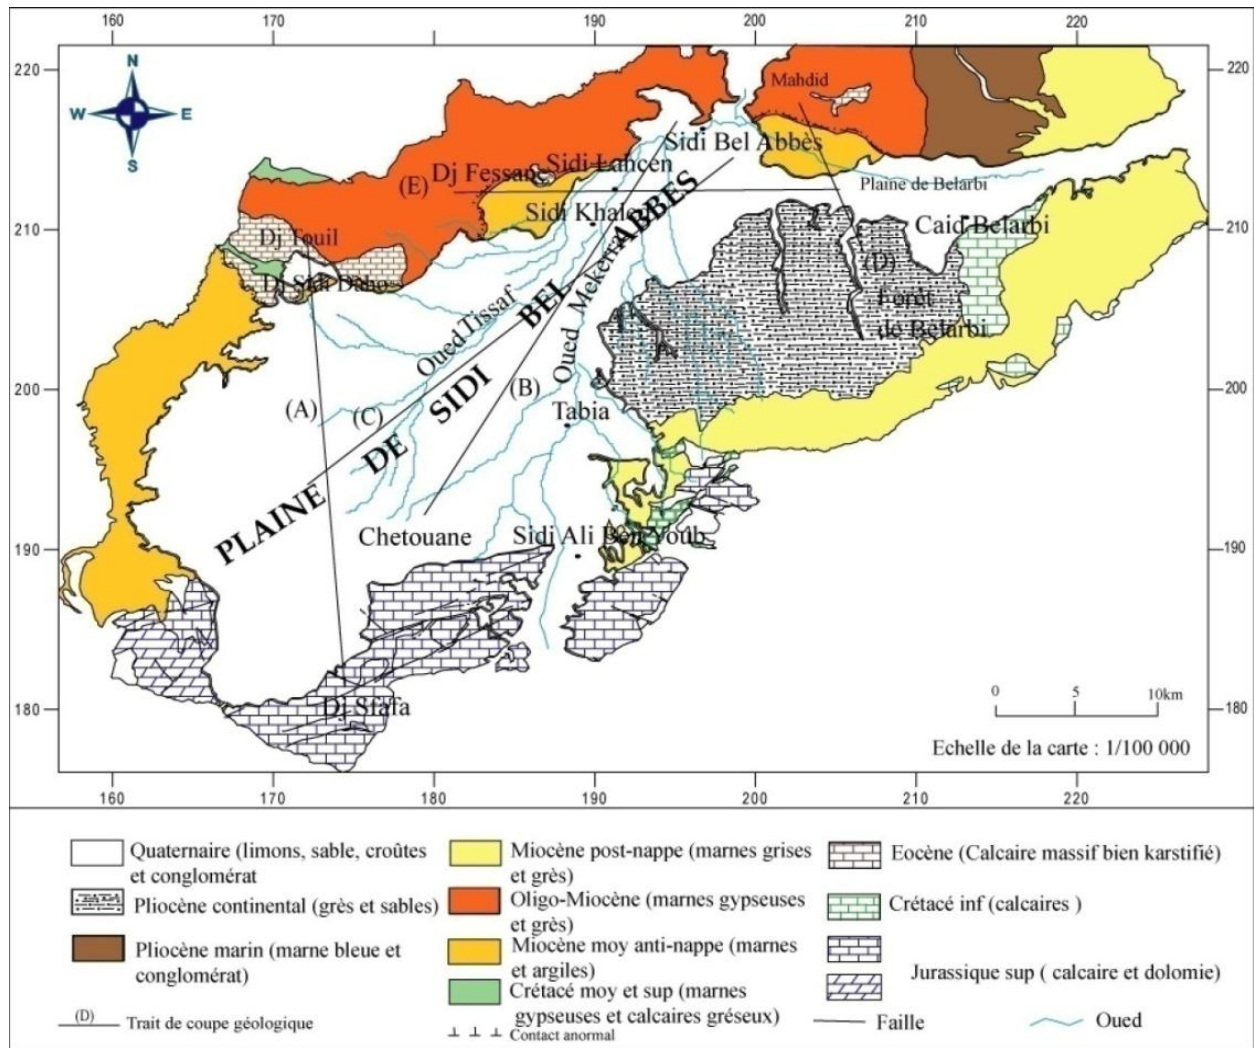 160 170 180 190 200 210 220
220
220
N
W E
S
Mahdid
Sidi Bel Abbès
Sidi Lahcen
(E) Dj Fessane
Plaine de Belarbi
Sidi Khaled
210
Caid Belarbi
210
Dj Touil
(D)
Dj Sidi Daho
Forêt
de Belarbi
Oued Tissaf
Oued Mekerra
PLAINE DE SIDI BEL ABBES
200
200
(A)
(C)
(B)
Tabia
Chetouane
Sidi Ali Ben Youb
190
190
0 5 10km
180
Dj Sfafa
180
Echelle de la carte : 1/100 000
160 170 180 190 200 210 220
Quaternaire (limons, sable, croûtes
et conglomérat
Pliocène continental (grès et sables)
Pliocène marin (marne bleue et
conglomérat)
(D)
Trait de coupe géologique
Miocène post-nappe (marnes grises
et grès)
Oligo-Miocène (marnes gypseuses
et grès)
Miocène moy anti-nappe (marnes
et argiles)
Crétacé moy et sup (marnes
gypseuses et calcaires gréseux)
Contact anormal
Eocène (Calcaire massif bien karstifié)
Crétacé inf (calcaires )
Jurassique sup ( calcaire et dolomie)
Faille
Oued